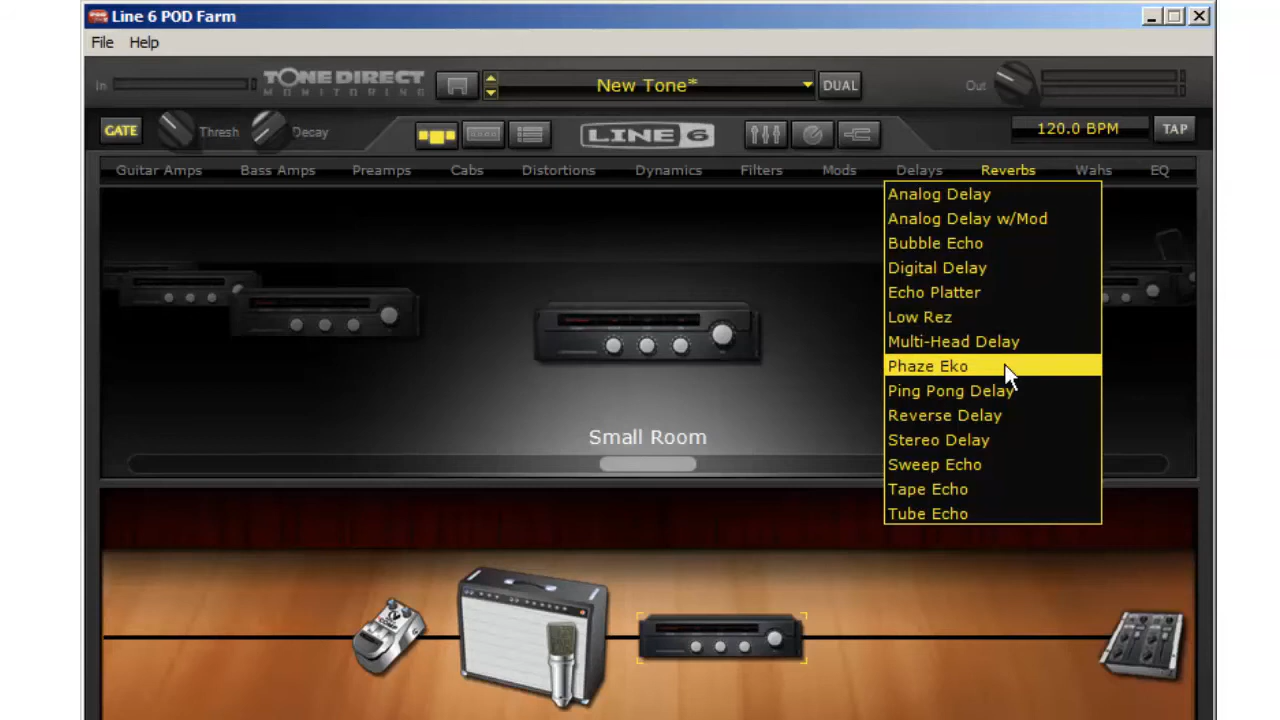 Line 6 POD Farm
File Help
In TONE DIRECT MONITORING New Tone* DUAL Out
GATE Thresh Decay LINE 6 120.0 BPM TAP
Guitar Amps Bass Amps Preamps Cabs Distortions Dynamics Filters Mods Delays Reverbs Wahs EQ
Analog Delay
Analog Delay w/Mod
Bubble Echo
Digital Delay
Echo Platter
Low Rez
Multi-Head Delay
Phaze Eko
Ping Pong Delay
Reverse Delay
Stereo Delay
Sweep Echo
Tape Echo
Tube Echo
Small Room